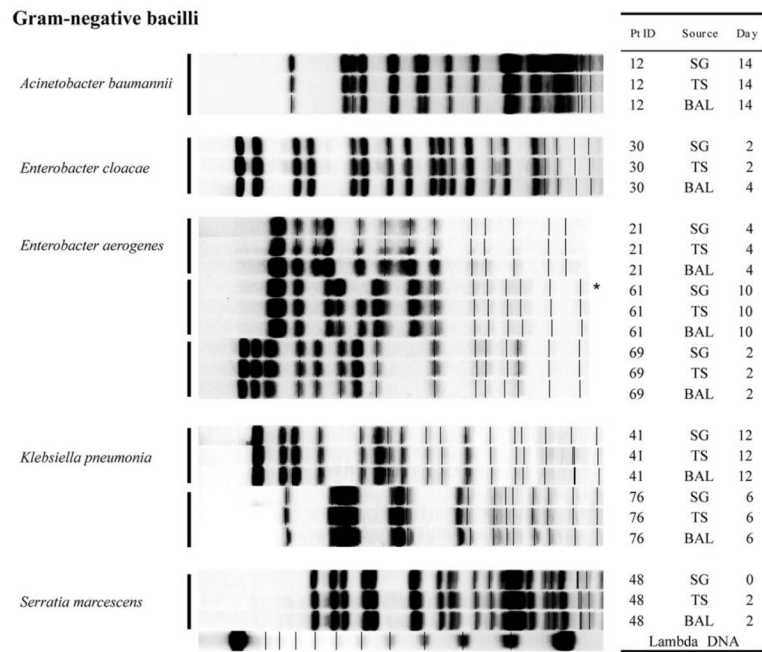 Gram-negative bacilli
Pt ID Source Day
Acinetobacter baumannii
12 SG 14
12 TS 14
12 BAL 14
Enterobacter cloacae
30 SG 2
30 TS 2
30 BAL 4
Enterobacter aerogenes
21 SG 4
21 TS 4
21 BAL 4
* 61 SG 10
61 TS 10
61 BAL 10
69 SG 2
69 TS 2
69 BAL 2
Klebsiella pneumonia
41 SG 12
41 TS 12
41 BAL 12
76 SG 6
76 TS 6
76 BAL 6
Serratia marcescens
48 SG 0
48 TS 2
48 BAL 2
Lambda DNA